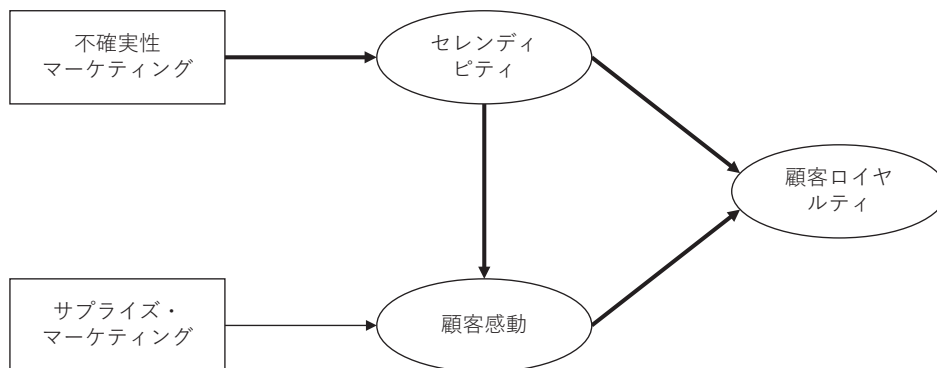 不確実性
マーケティング
セレンディ
ピティ
顧客ロイヤ
ルティ
サプライズ・
マーケティング
顧客感動